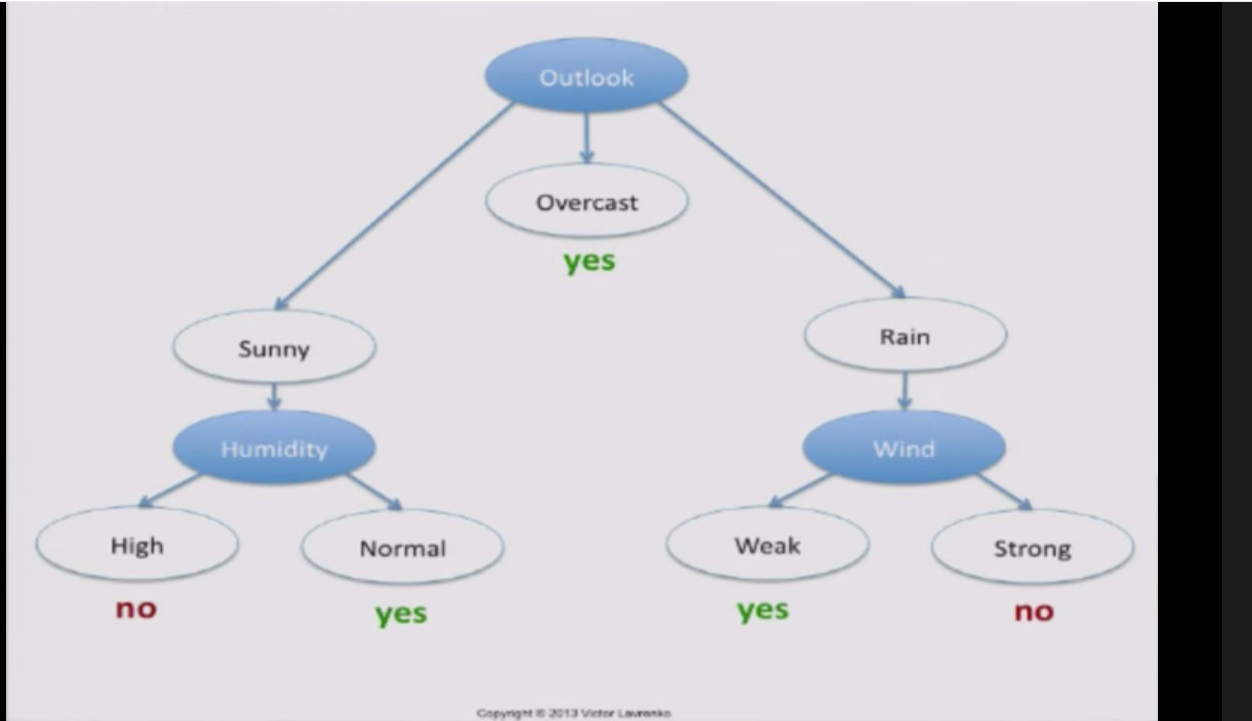 Outlook
Overcast
yes
Sunny
Rain
Humidity
Wind
High
Normal
Weak
Strong
no
yes
yes
no
Copyright © 2013 Victor Lavrenko